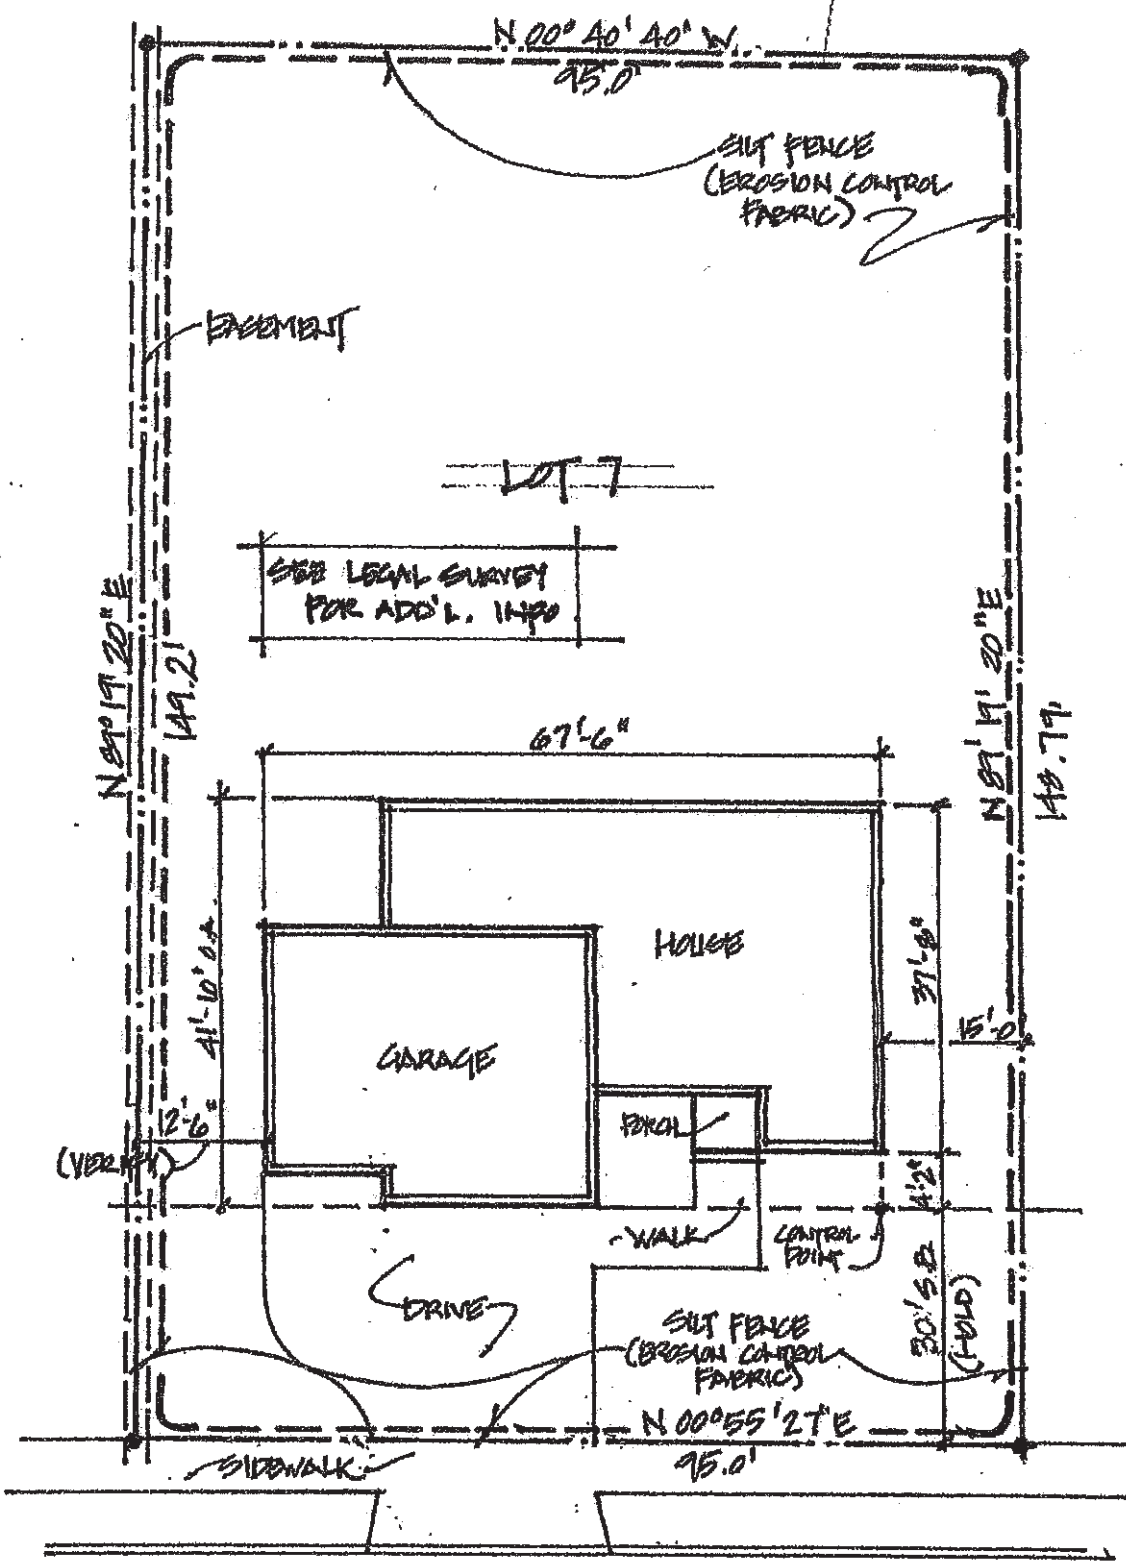 N 00° 40' 40" W
95.0'
SILT FENCE
(EROSION CONTROL
FABRIC)
EASEMENT
LOT 7
SEE LEGAL SURVEY
FOR ADD'L. INFO
N 89° 19' 20" E
149.2'
N 89' 19' 20" E
148.79'
67'-6"
41'-10" O.A.
HOUSE
37'-8"
15'-0"
GARAGE
12'-6"
(VERIFY)
PORCH
4'-2"
WALK
CONTROL
POINT
DRIVE
SILT FENCE
(EROSION CONTROL
FABRIC)
(HOLD)
N 00° 55' 27" E
95.0'
SIDEWALK